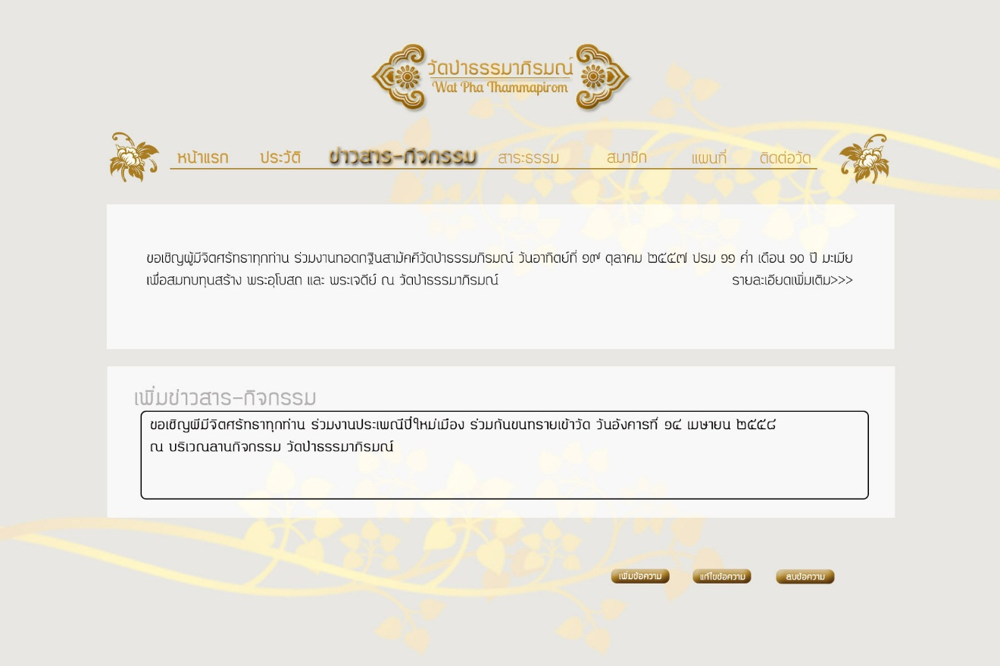 วัดป่าธรรมาภิรมณ์
Wat Pha Thammapirom
หน้าแรก ประวัติ ข่าวสาร-กิจกรรม สาระธรรม สมาชิก แผนที่ ติดต่อวัด
ขอเชิญผู้มีจิตศรัทธาทุกท่าน ร่วมงานทอดกฐินสามัคคีวัดป่าธรรมภิรมณ์ วันอาทิตย์ที่ ๑๙ ตุลาคม ๒๕๕๗ ปรม ๑๑ ค่ำ เดือน ๑๐ ปี มะเมีย
เพื่อสมทบทุนสร้าง พระอุโบสถ และ พระเจดีย์ ณ วัดป่าธรรมาภิรมณ์ รายละเอียดเพิ่มเติม>>>
เพิ่มข่าวสาร-กิจกรรม
ขอเชิญผีมีจิตศรัทธาทุกท่าน ร่วมงานประเพณีปี๋ใหม่เมือง ร่วมกันขนทรายเข้าวัด วันอังคารที่ ๑๔ เมษายน ๒๕๕๘
ณ บริเวณลานกิจกรรม วัดป่าธรรมาภิรมณ์
เพิ่มข้อความ แก้ไขข้อความ ลบข้อความ